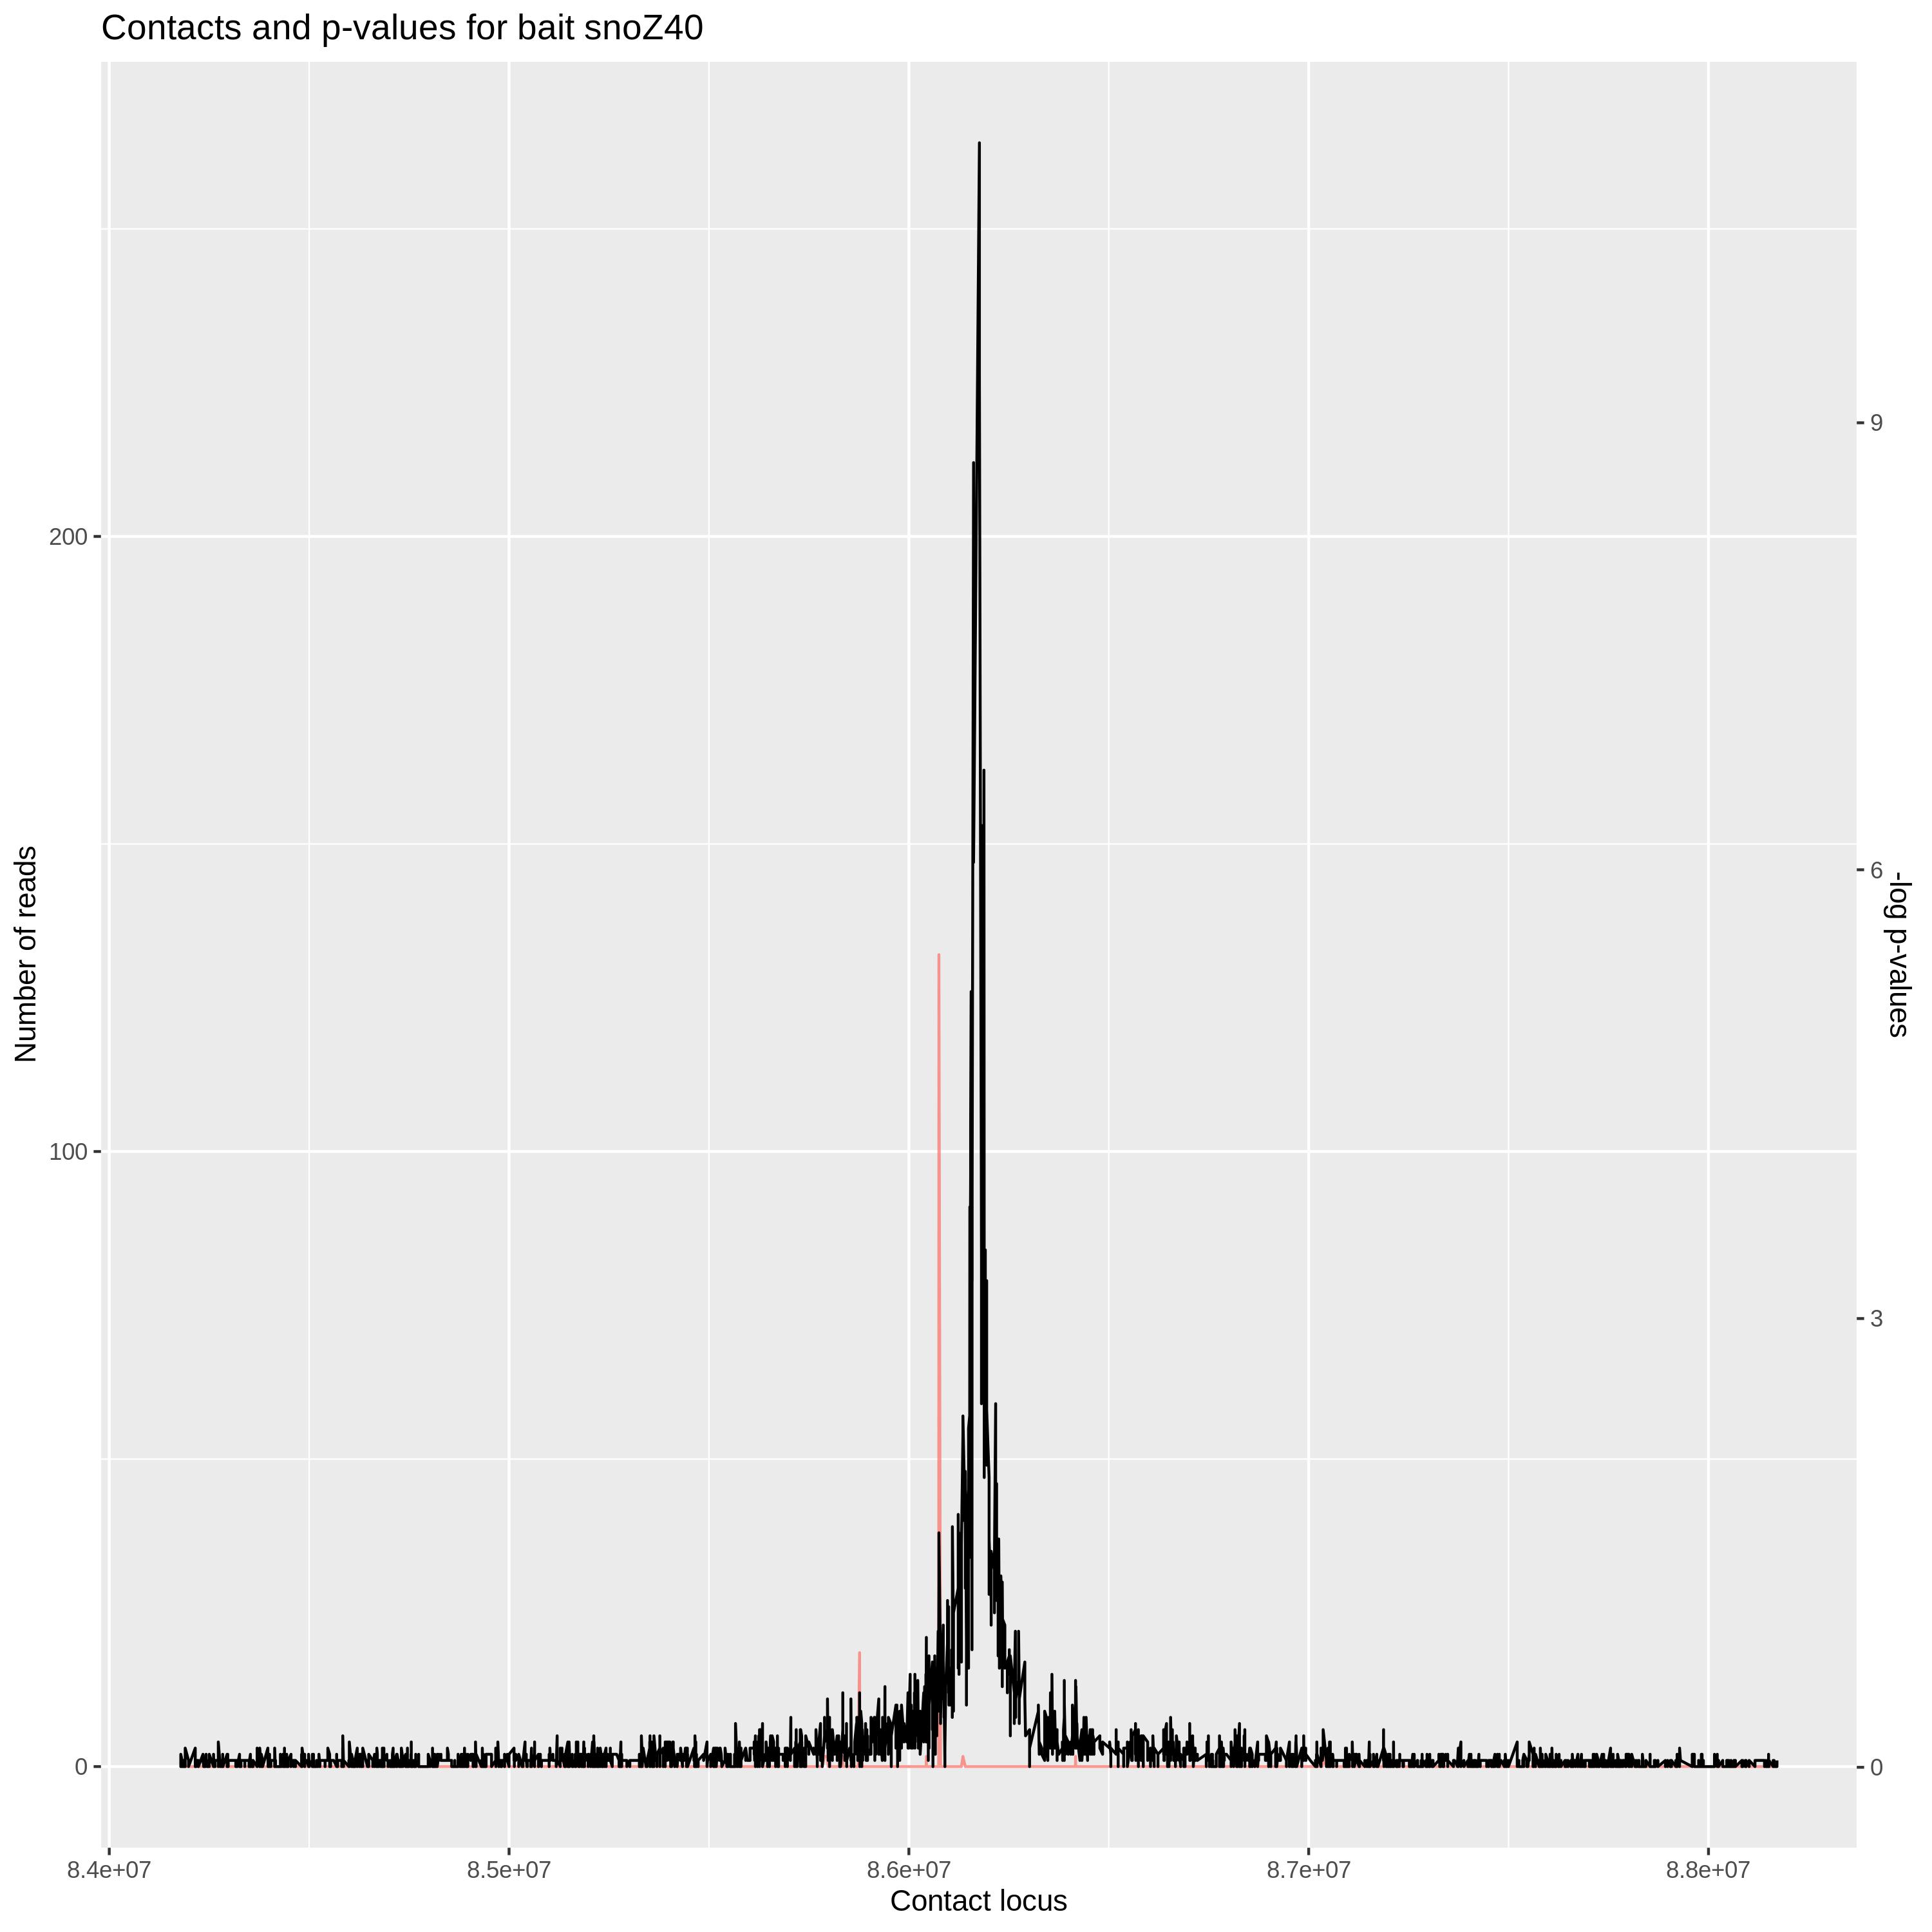 Contacts and p-values for bait snoZ40
Number of reads
200
100
0
9
6
3
0
-log p-values
8.4e+07
8.5e+07
8.6e+07
8.7e+07
8.8e+07
Contact locus